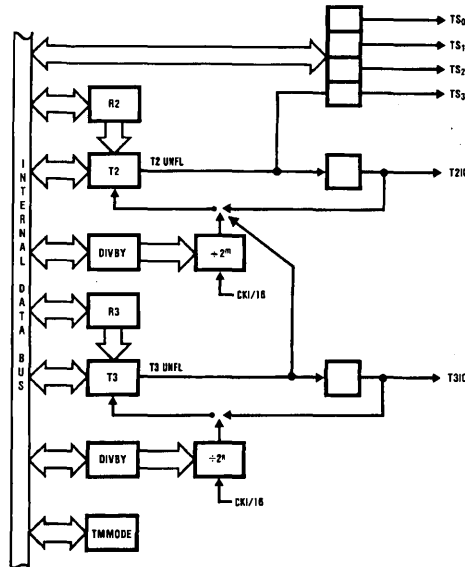 TS₀
TS₁
TS₂
TS₃
R2
T2
T2 UNFL
T2IO
DIVBY
÷2ᵐ
CKI/16
R3
T3
T3 UNFL
T3IO
DIVBY
÷2ⁿ
CKI/16
TMMODE
INTERNAL DATA BUS